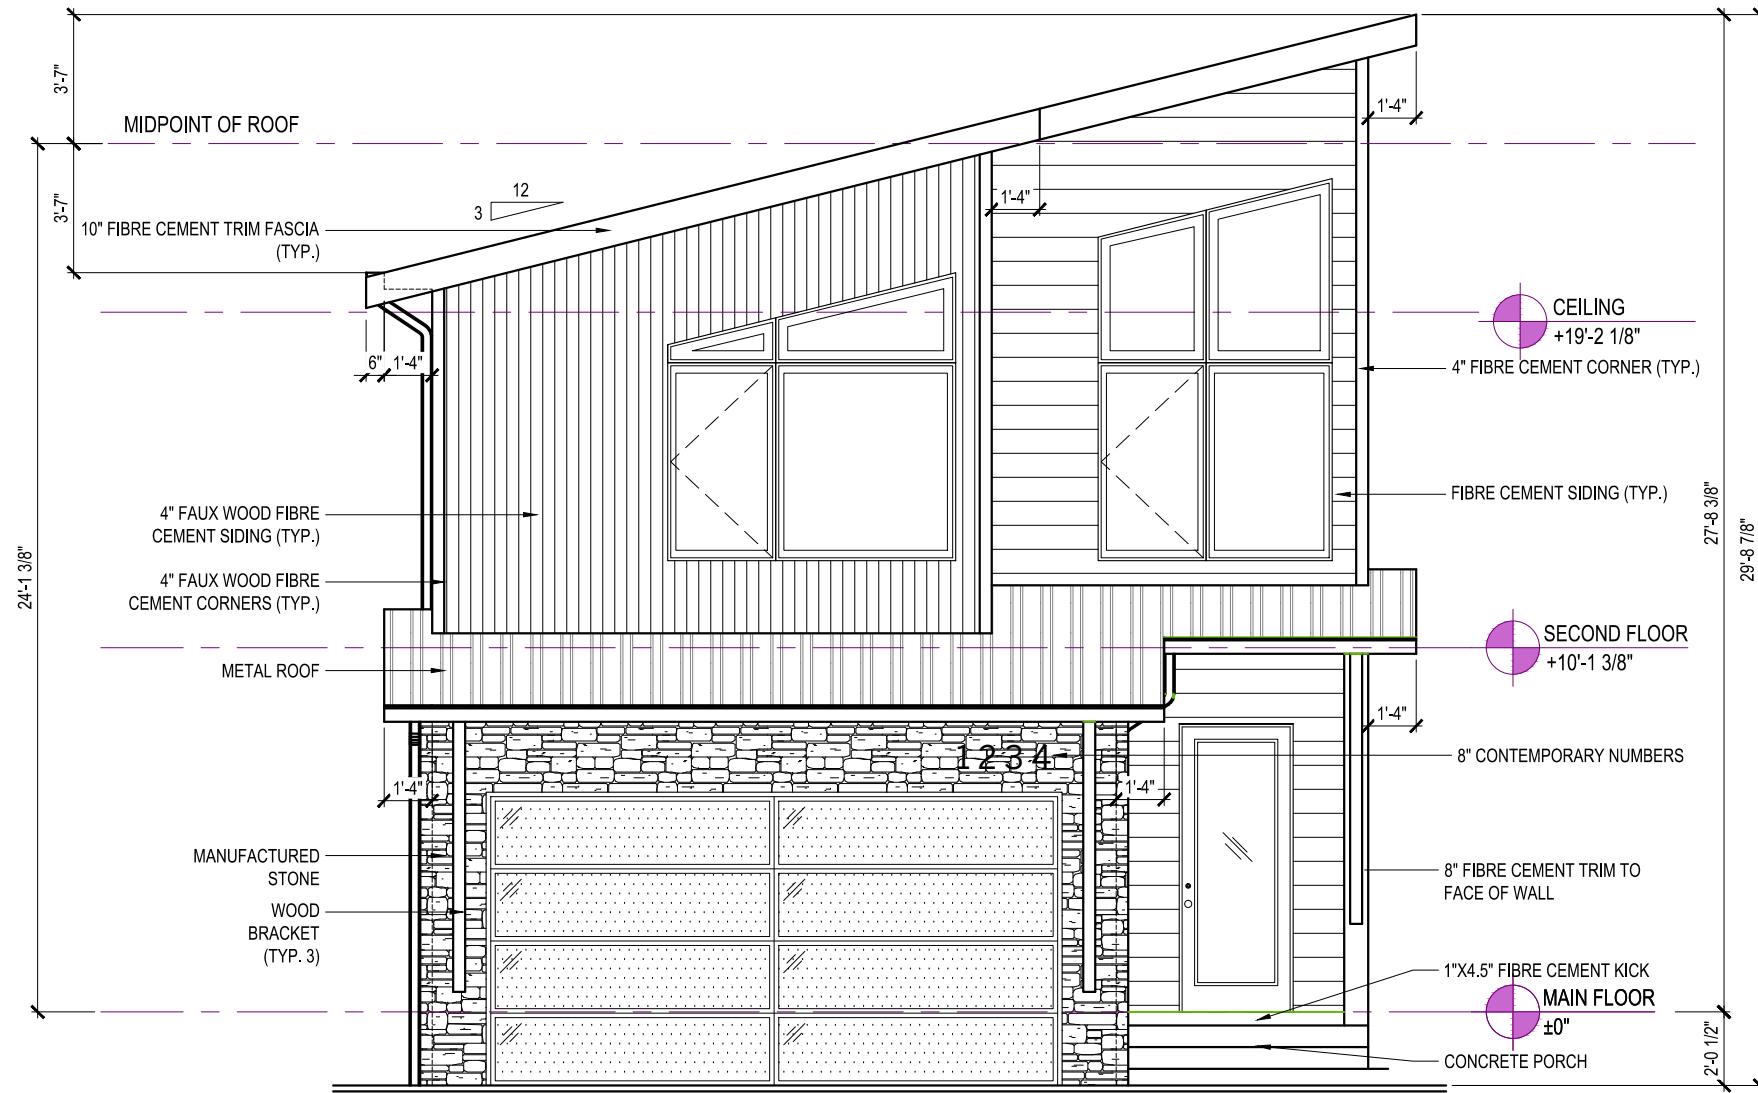 3'-7"
MIDPOINT OF ROOF
1'-4"
12
3
3'-7"
1'-4"
10" FIBRE CEMENT TRIM FASCIA
(TYP.)
CEILING
+19'-2 1/8"
6"
1'-4"
4" FIBRE CEMENT CORNER (TYP.)
FIBRE CEMENT SIDING (TYP.)
4" FAUX WOOD FIBRE
CEMENT SIDING (TYP.)
27'-8 3/8"
29'-8 7/8"
24'-1 3/8"
4" FAUX WOOD FIBRE
CEMENT CORNERS (TYP.)
SECOND FLOOR
+10'-1 3/8"
METAL ROOF
1'-4"
1234
8" CONTEMPORARY NUMBERS
1'-4"
1'-4"
MANUFACTURED
STONE
8" FIBRE CEMENT TRIM TO
FACE OF WALL
WOOD
BRACKET
(TYP. 3)
1"X4.5" FIBRE CEMENT KICK
MAIN FLOOR
±0"
CONCRETE PORCH
2'-0 1/2"